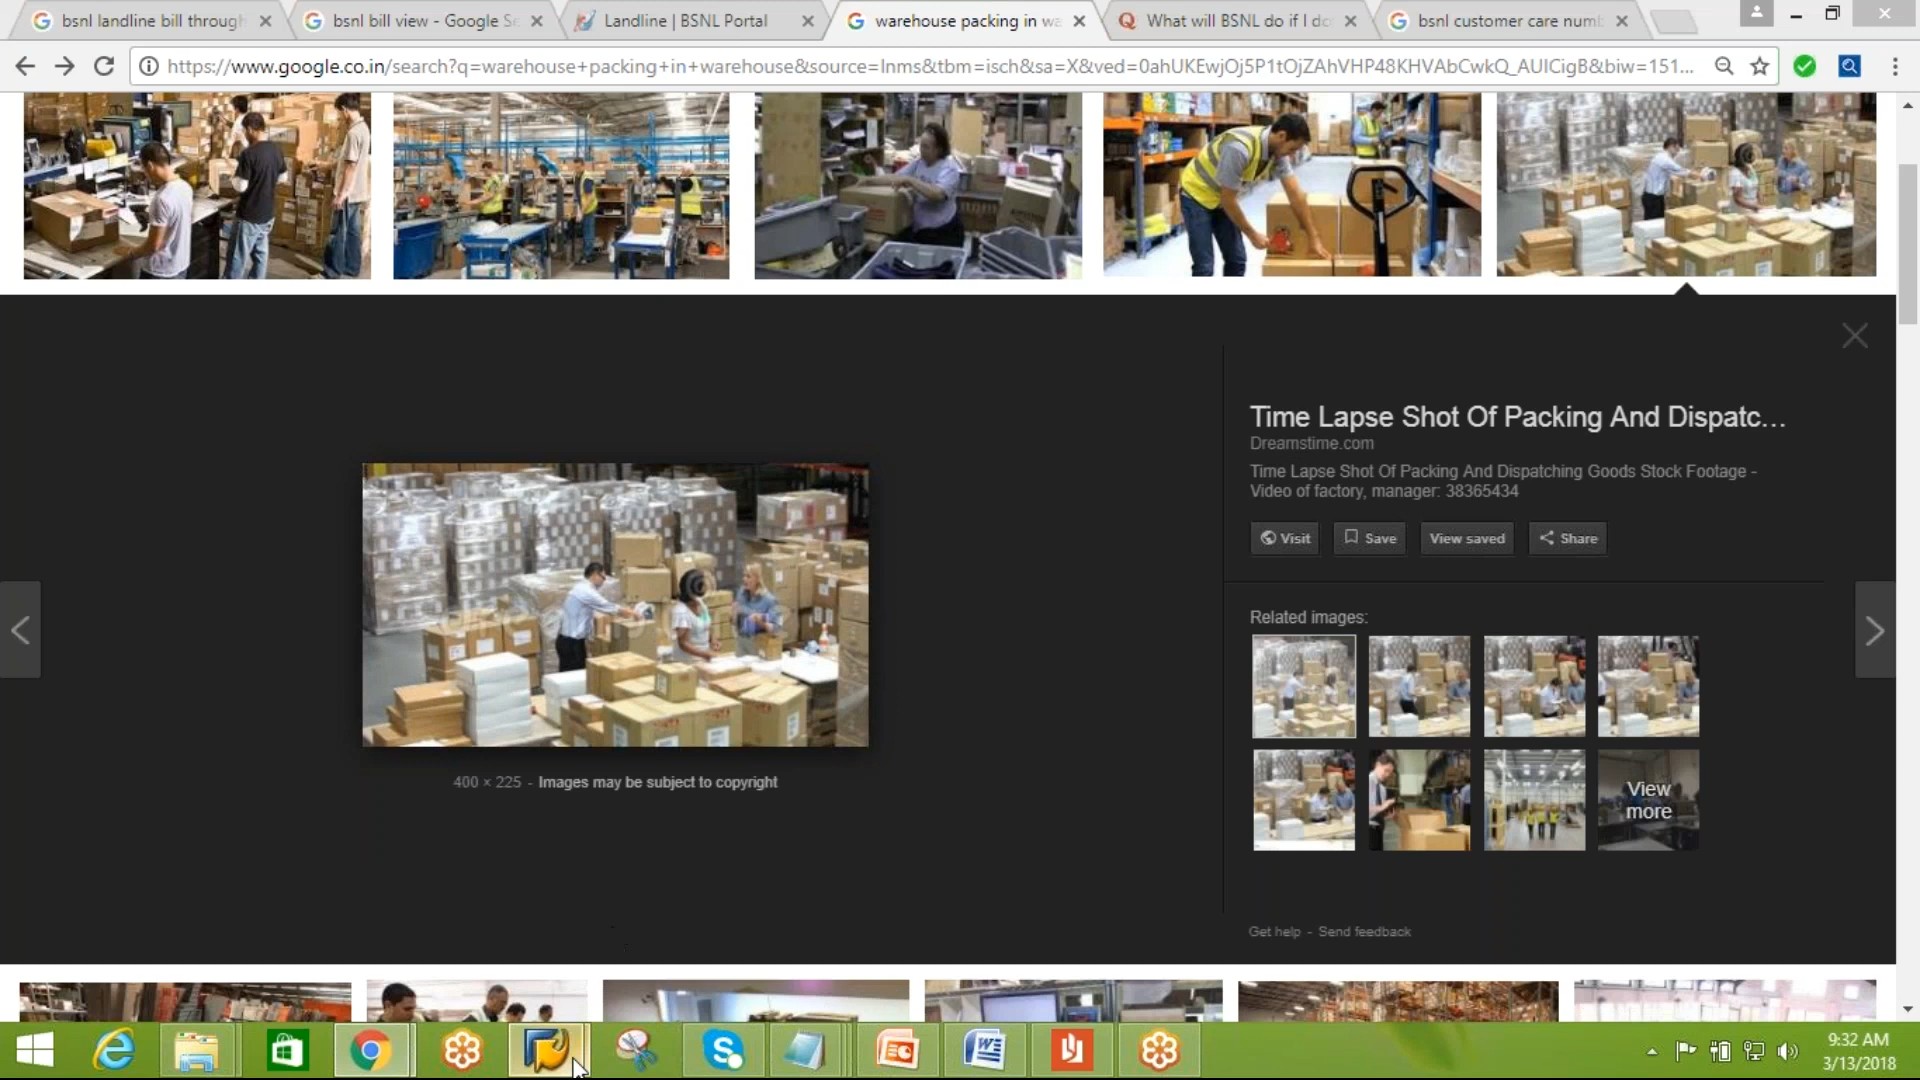 bsnl landline bill through
bsnl bill view - Google Se
Landline | BSNL Portal
warehouse packing in wa
What will BSNL do if I do
bsnl customer care numb
https://www.google.co.in/search?q=warehouse+packing+in+warehouse&source=lnms&tbm=isch&sa=X&ved=0ahUKEwjOj5P1tOjZAhVHP48KHVAbCwkQ_AUICigB&biw=151...
Time Lapse Shot Of Packing And Dispatc...
Dreamstime.com
Time Lapse Shot Of Packing And Dispatching Goods Stock Footage -
Video of factory, manager: 38365434
Visit
Save
View saved
Share
Related images:
View
more
400 × 225 - Images may be subject to copyright
Get help - Send feedback
9:32 AM
3/13/2018